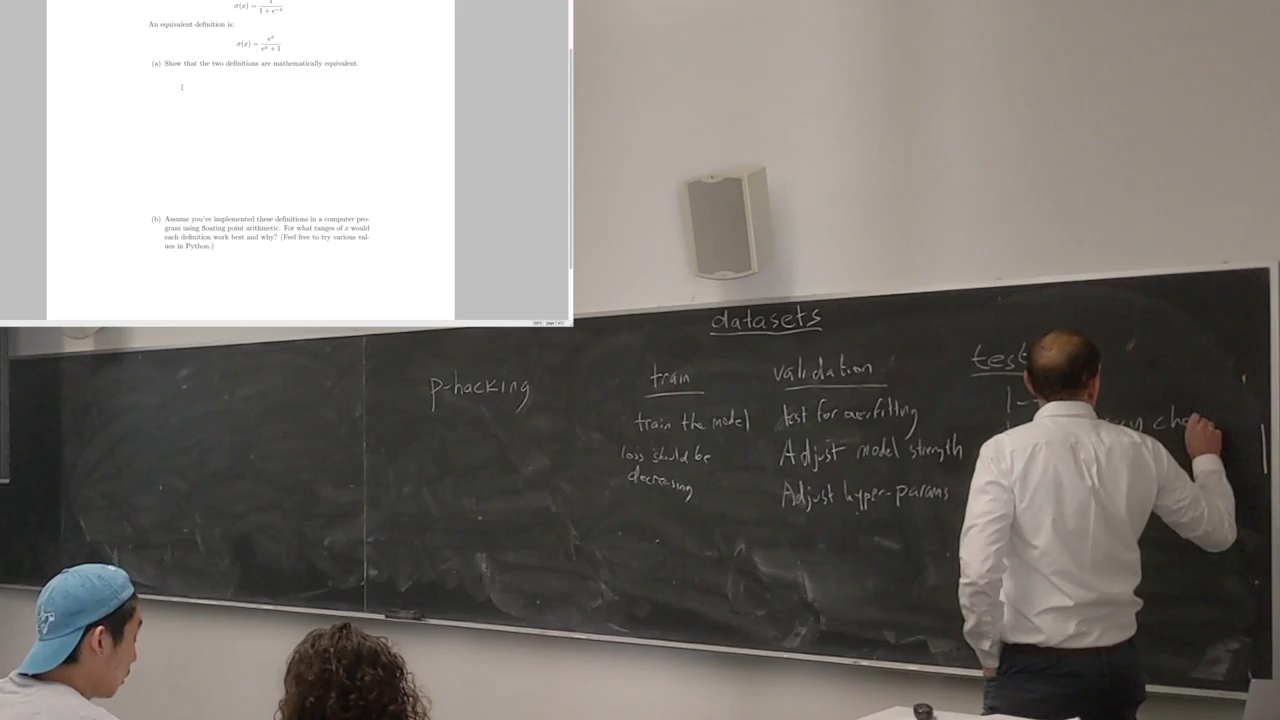 σ(x) = 1 / (1 + e^{-x})
An equivalent definition is:
σ(x) = e^x / (e^x + 1)
(a) Show that the two definitions are mathematically equivalent.
(b) Assume you've implemented these definitions in a computer pro-
gram using floating point arithmetic. For what ranges of x would
each definition work best and why? (Feel free to try various val-
ues in Python.)
datasets
p-hacking
train
train the model
loss should be
decreasing
validation
test for overfitting
Adjust model strength
Adjust hyper-params
test